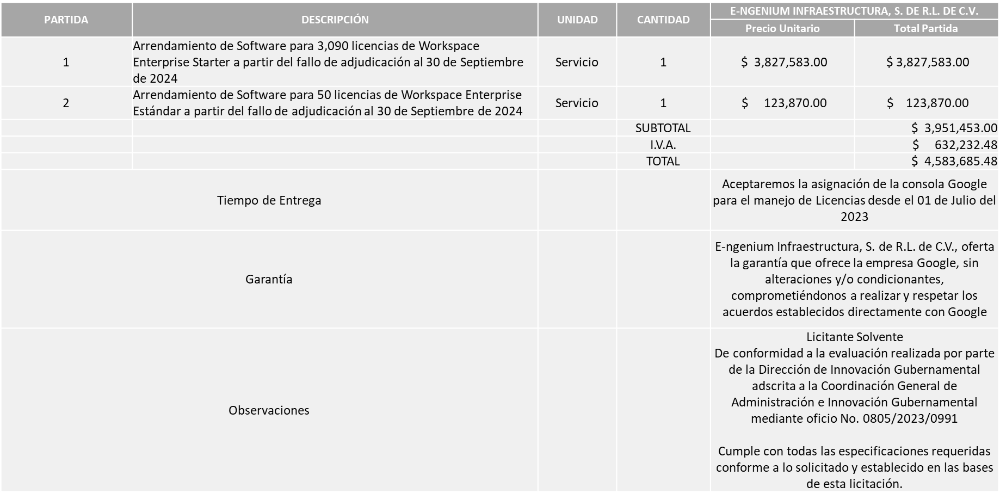 PARTIDA DESCRIPCIÓN UNIDAD CANTIDAD E-NGENIUM INFRAESTRUCTURA, S. DE R.L. DE C.V.
Precio Unitario Total Partida
Arrendamiento de Software para 3,090 licencias de Workspace
1 Enterprise Starter a partir del fallo de adjudicación al 30 de Septiembre Servicio 1 $ 3,827,583.00 $ 3,827,583.00
de 2024
2 Arrendamiento de Software para 50 licencias de Workspace Enterprise Servicio 1 $ 123,870.00 $ 123,870.00
Estándar a partir del fallo de adjudicación al 30 de Septiembre de 2024
SUBTOTAL $ 3,951,453.00
I.V.A. $ 632,232.48
TOTAL $ 4,583,685.48
Tiempo de Entrega
Aceptaremos la asignación de la consola Google
para el manejo de Licencias desde el 01 de Julio del
2023
Garantía
E-ngenium Infraestructura, S. de R.L. de C.V., oferta
la garantía que ofrece la empresa Google, sin
alteraciones y/o condicionantes,
comprometiéndonos a realizar y respetar los
acuerdos establecidos directamente con Google
Observaciones
Licitante Solvente
De conformidad a la evaluación realizada por parte
de la Dirección de Innovación Gubernamental
adscrita a la Coordinación General de
Administración e Innovación Gubernamental
mediante oficio No. 0805/2023/0991
Cumple con todas las especificaciones requeridas
conforme a lo solicitado y establecido en las bases
de esta licitación.